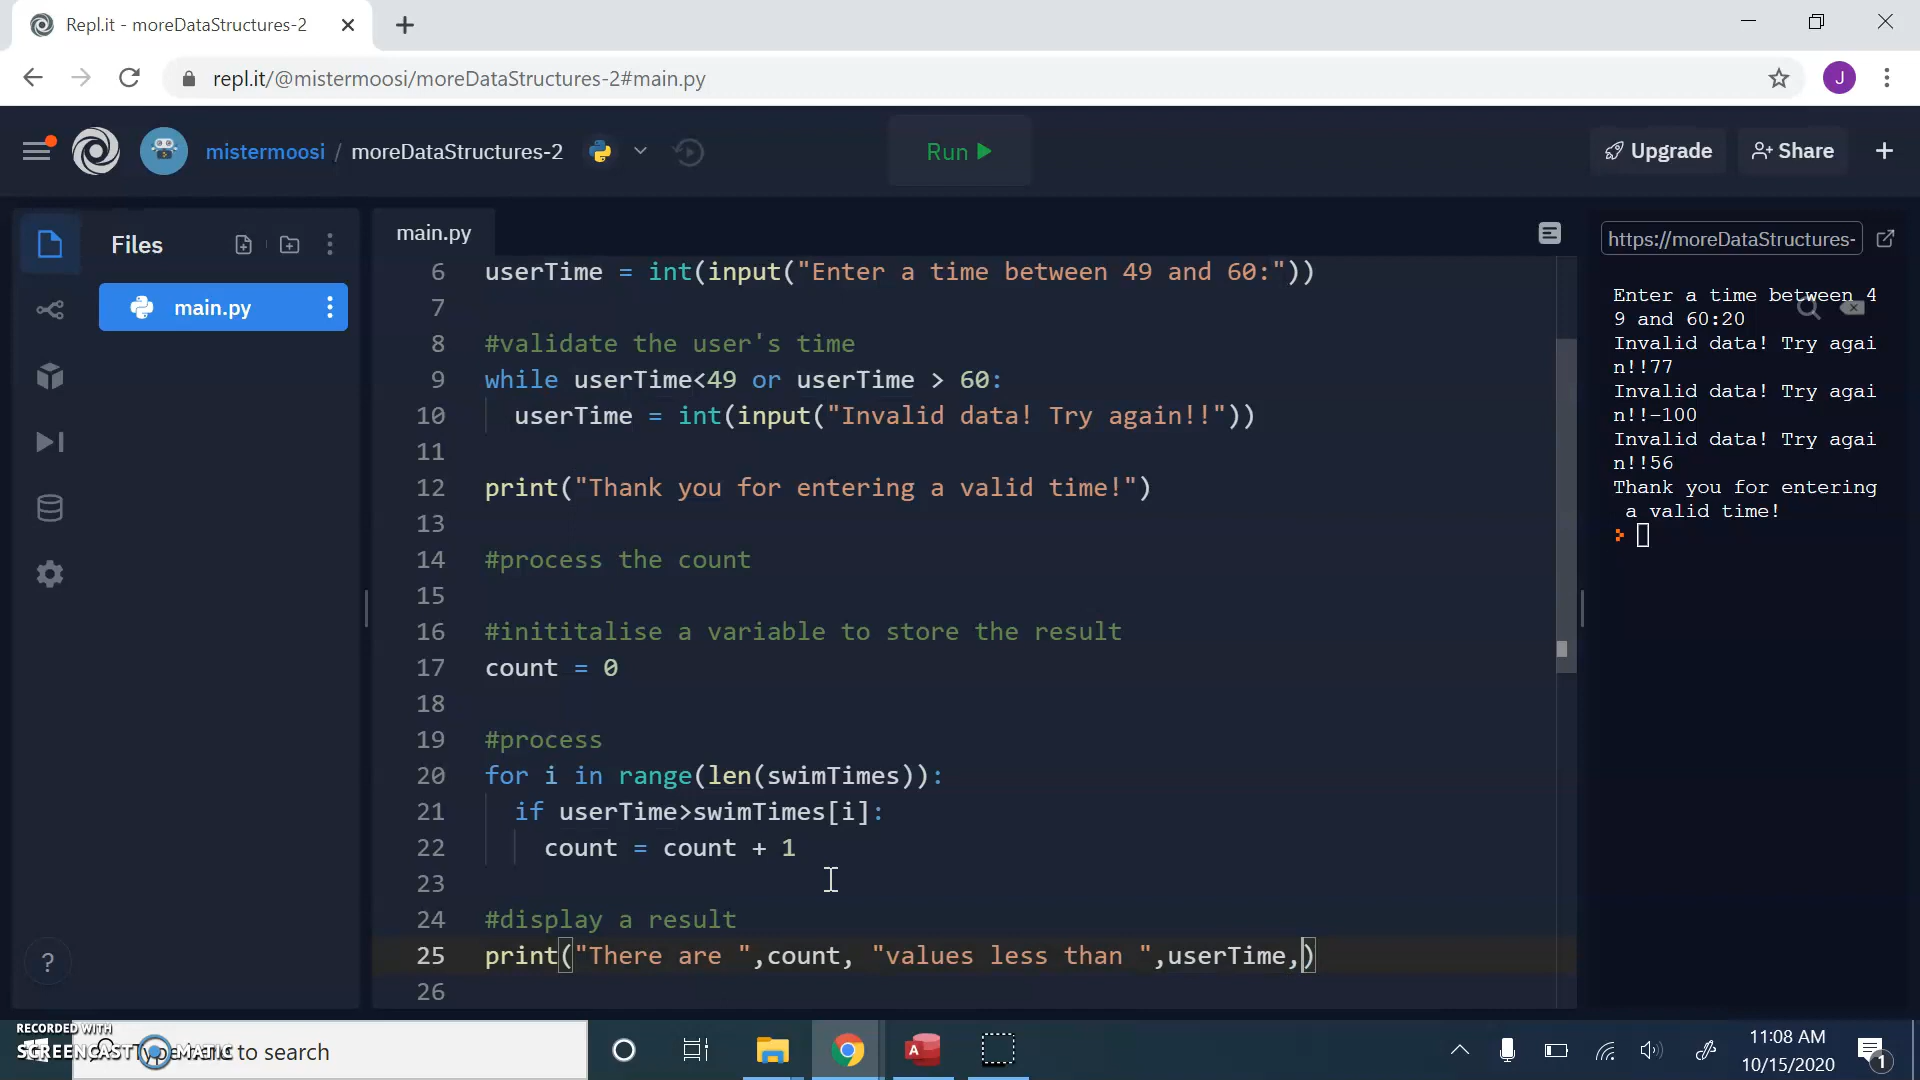 Repl.it - moreDataStructures-2
repl.it/@mistermoosi/moreDataStructures-2#main.py
J
mistermoosi / moreDataStructures-2
Run
Upgrade
Share
Files
main.py
main.py
6 userTime = int(input("Enter a time between 49 and 60:"))
7
8 #validate the user's time
9 while userTime<49 or userTime > 60:
10 userTime = int(input("Invalid data! Try again!!"))
11
12 print("Thank you for entering a valid time!")
13
14 #process the count
15
16 #inititalise a variable to store the result
17 count = 0
18
19 #process
20 for i in range(len(swimTimes)):
21 if userTime>swimTimes[i]:
22 count = count + 1
23
24 #display a result
25 print("There are ",count, "values less than ",userTime,)
26
https://moreDataStructures-
Enter a time between 4
9 and 60:20
Invalid data! Try agai
n!!77
Invalid data! Try agai
n!!-100
Invalid data! Try agai
n!!56
Thank you for entering
a valid time!
?
RECORDED WITH
SCREENCAST MATIC
to search
A
11:08 AM
10/15/2020
1